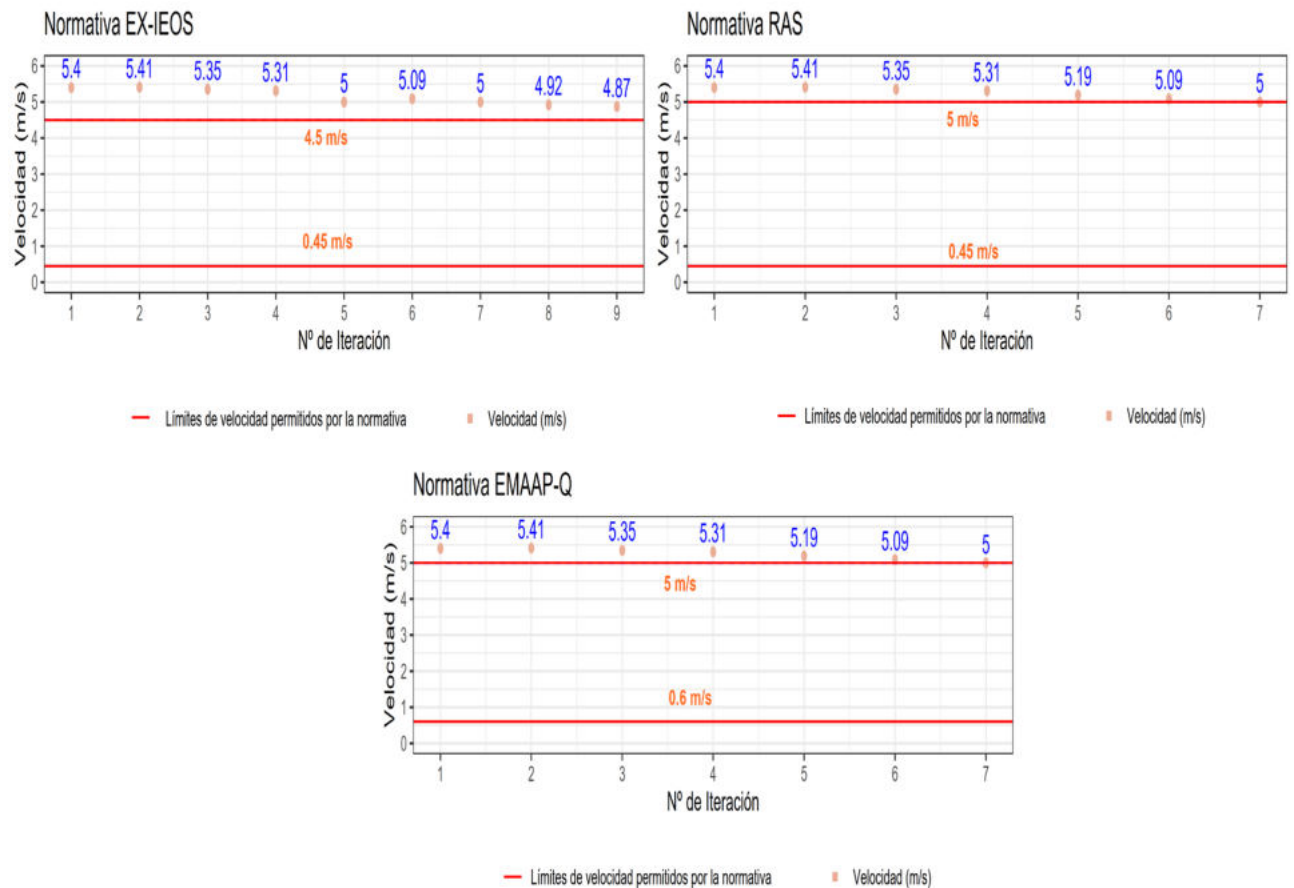 Normativa EX-IEOS
5.4 5.41 5.35 5.31 5 5.09 5 4.92 4.87
Velocidad (m/s)
6
5
4
3
2
1
0
4.5 m/s
0.45 m/s
1 2 3 4 5 6 7 8 9
Nº de Iteración
Límites de velocidad permitidos por la normativa Velocidad (m/s)
Normativa RAS
5.4 5.41 5.35 5.31 5.19 5.09 5
Velocidad (m/s)
6
5
4
3
2
1
0
5 m/s
0.45 m/s
1 2 3 4 5 6 7
Nº de Iteración
Límites de velocidad permitidos por la normativa Velocidad (m/s)
Normativa EMAAP-Q
5.4 5.41 5.35 5.31 5.19 5.09 5
Velocidad (m/s)
6
5
4
3
2
1
0
5 m/s
0.6 m/s
1 2 3 4 5 6 7
Nº de Iteración
Límites de velocidad permitidos por la normativa Velocidad (m/s)